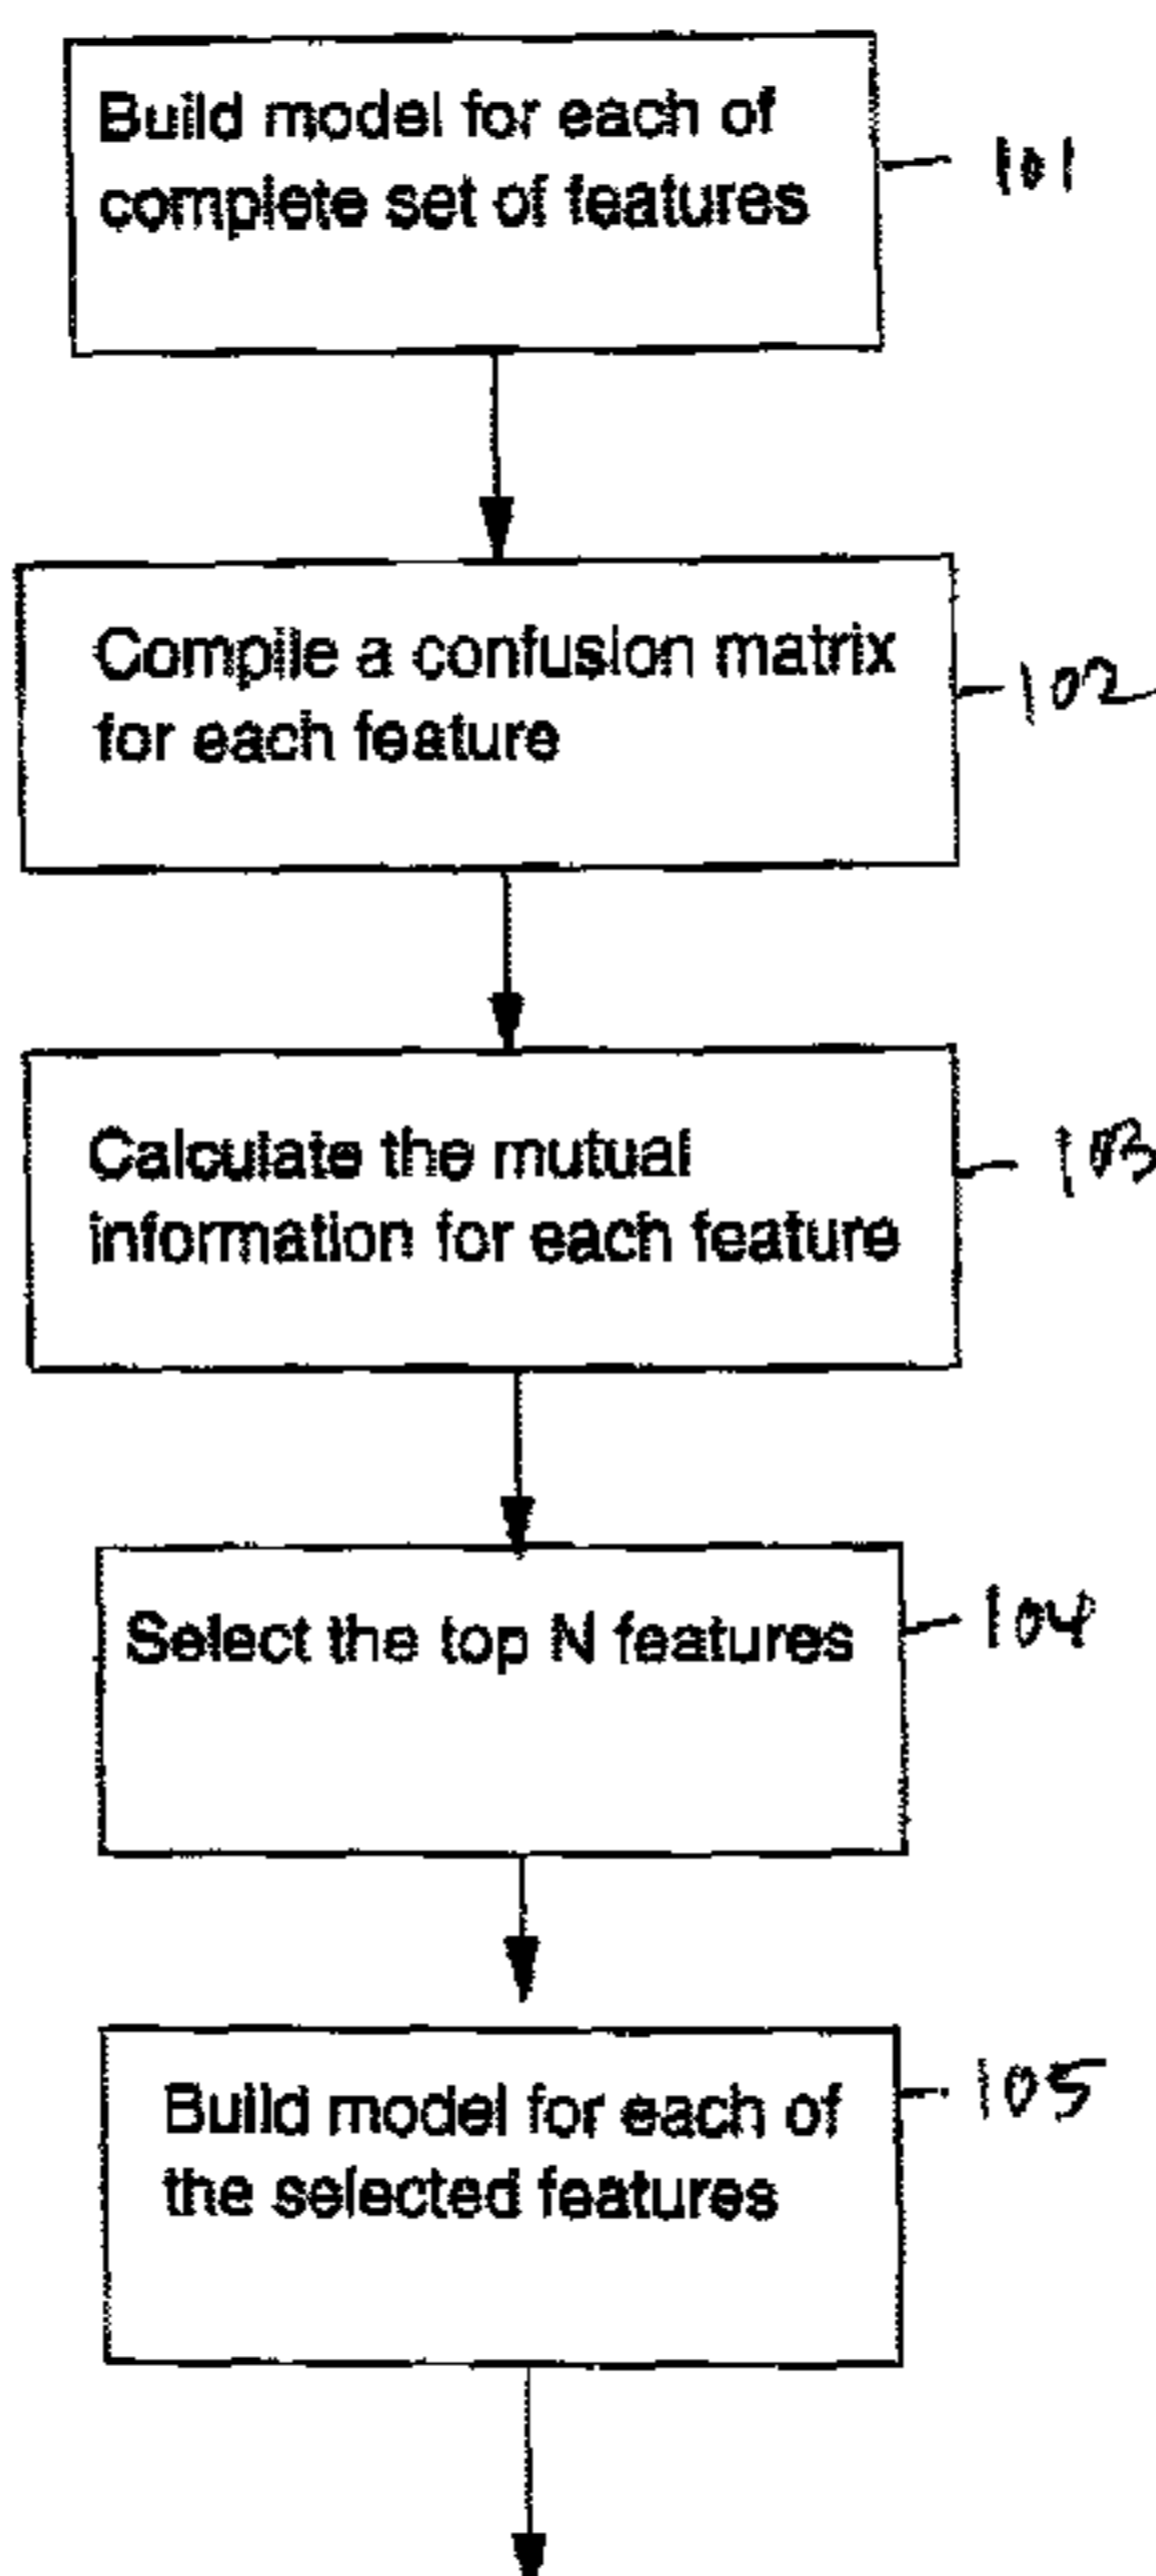 Build model for each of
complete set of features
101
Compile a confusion matrix
for each feature
102
Calculate the mutual
information for each feature
103
Select the top N features
104
Build model for each of
the selected features
105